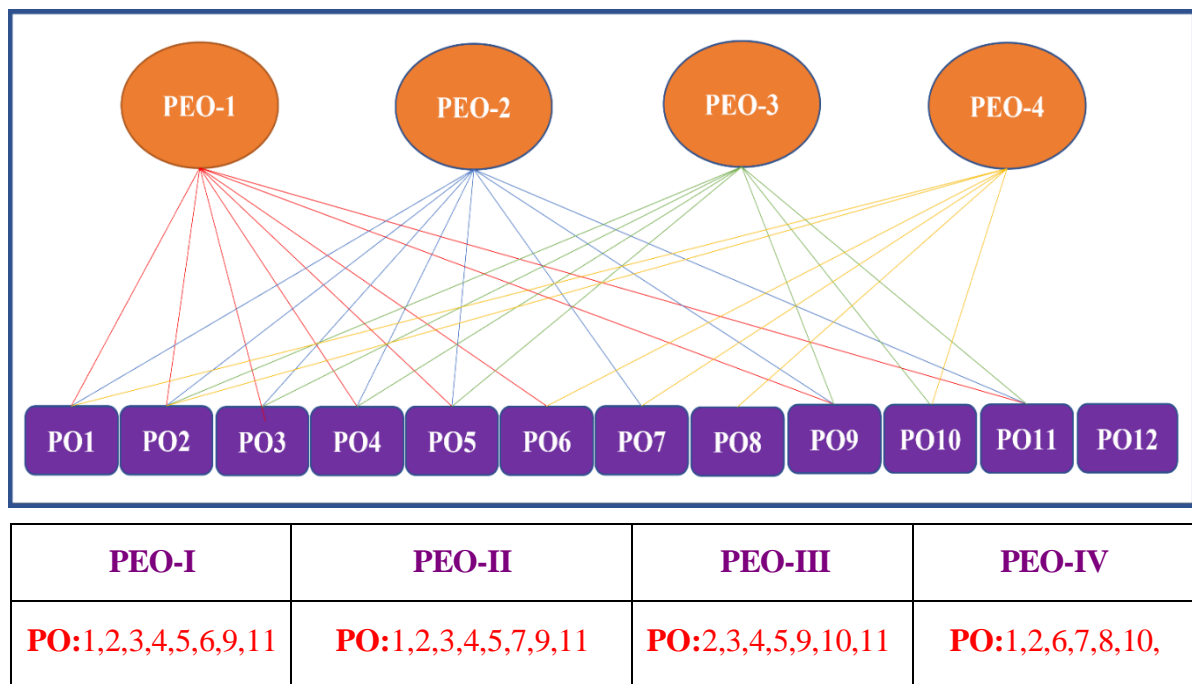 PEO-1 PEO-2 PEO-3 PEO-4
PO1 PO2 PO3 PO4 PO5 PO6 PO7 PO8 PO9 PO10 PO11 PO12
PEO-I PEO-II PEO-III PEO-IV
PO:1,2,3,4,5,6,9,11 PO:1,2,3,4,5,7,9,11 PO:2,3,4,5,9,10,11 PO:1,2,6,7,8,10,